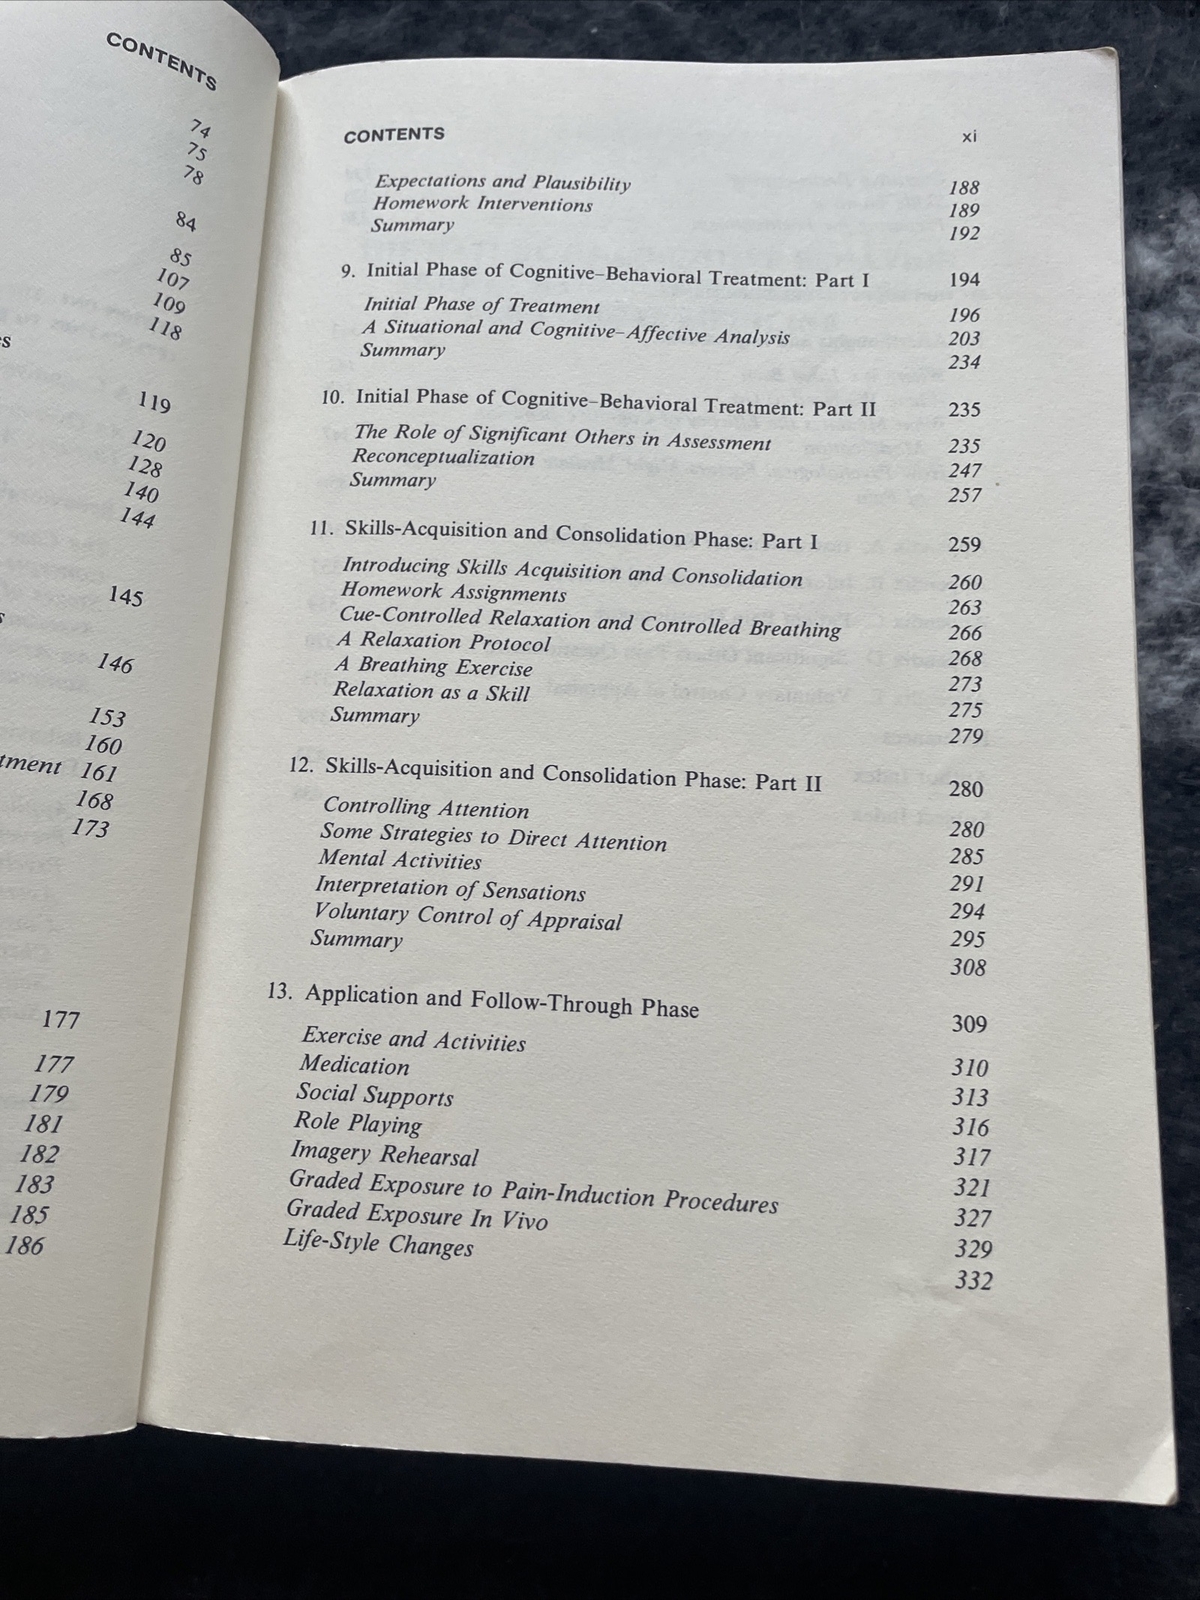 CONTENTS
74
75
78
84
85
107
109
118
119
120
128
140
144
145
146
153
160
tment 161
168
173
177
177
179
181
182
183
185
186
CONTENTS xi
Expectations and Plausibility 188
Homework Interventions 189
Summary 192
9. Initial Phase of Cognitive–Behavioral Treatment: Part I 194
Initial Phase of Treatment 196
A Situational and Cognitive–Affective Analysis 203
Summary 234
10. Initial Phase of Cognitive–Behavioral Treatment: Part II 235
The Role of Significant Others in Assessment 235
Reconceptualization 247
Summary 257
11. Skills-Acquisition and Consolidation Phase: Part I 259
Introducing Skills Acquisition and Consolidation 260
Homework Assignments 263
Cue-Controlled Relaxation and Controlled Breathing 266
A Relaxation Protocol 268
A Breathing Exercise 273
Relaxation as a Skill 275
Summary 279
12. Skills-Acquisition and Consolidation Phase: Part II 280
Controlling Attention 280
Some Strategies to Direct Attention 285
Mental Activities 291
Interpretation of Sensations 294
Voluntary Control of Appraisal 295
Summary 308
13. Application and Follow-Through Phase 309
Exercise and Activities 310
Medication 313
Social Supports 316
Role Playing 317
Imagery Rehearsal 321
Graded Exposure to Pain-Induction Procedures 327
Graded Exposure In Vivo 329
Life-Style Changes 332